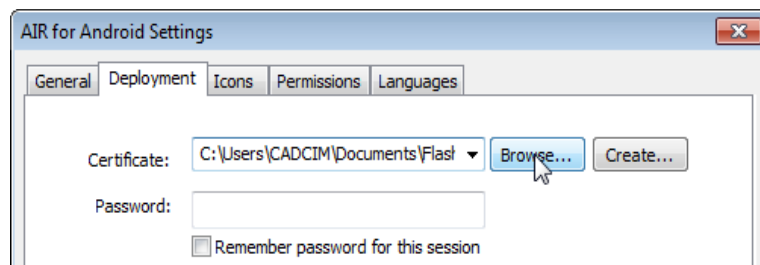 AIR for Android Settings
General Deployment Icons Permissions Languages
Certificate: C:\Users\CADCIM\Documents\Flash Browse... Create...
Password:
Remember password for this session